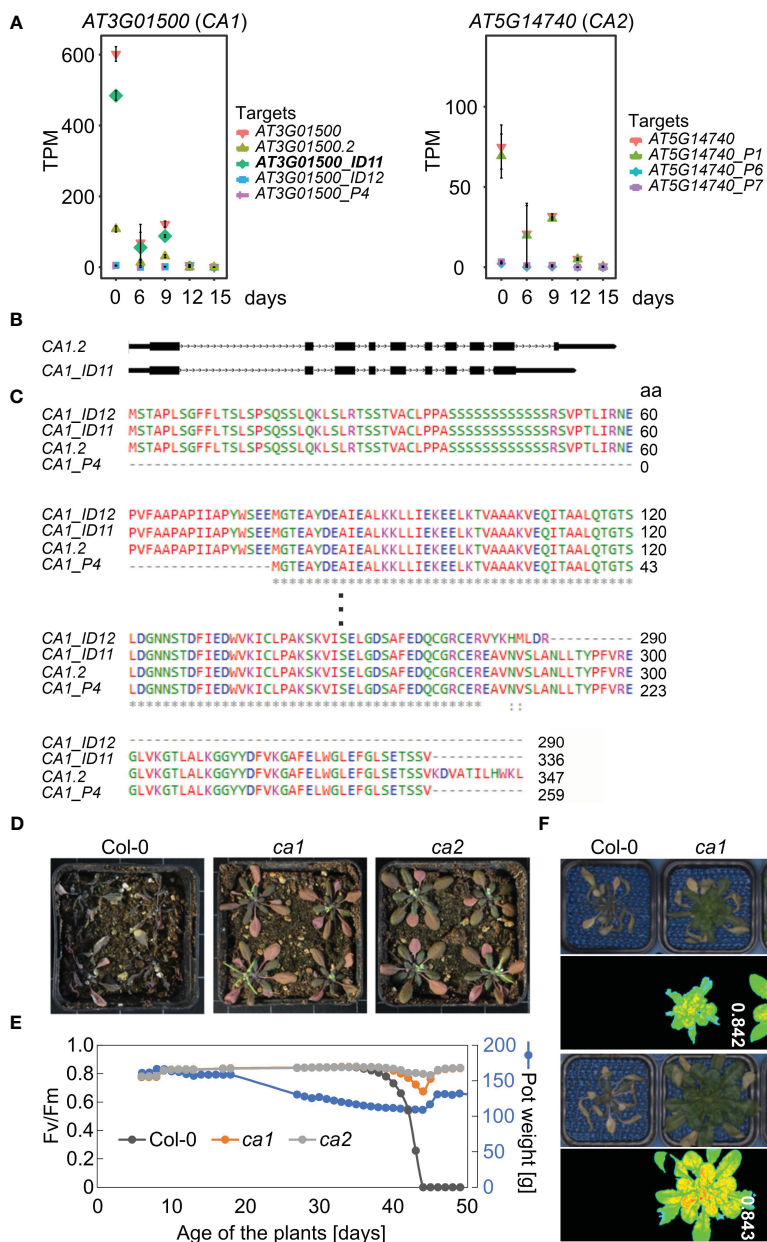 A
AT3G01500 (CA1)
AT5G14740 (CA2)
TPM
600
400
200
0
0 6 9 12 15 days
Targets
AT3G01500
AT3G01500.2
AT3G01500_ID11
AT3G01500_ID12
AT3G01500_P4
TPM
100
50
0
0 6 9 12 15 days
Targets
AT5G14740
AT5G14740_P1
AT5G14740_P6
AT5G14740_P7
B
CA1.2
CA1_ID11
C
aa
CA1_ID12 MSTAPLSGFFLTSLSPSQSSLQKLSLRTSSTVACLPPASSSSSSSSSSSSRSVPTLIRNE 60
CA1_ID11 MSTAPLSGFFLTSLSPSQSSLQKLSLRTSSTVACLPPASSSSSSSSSSSSRSVPTLIRNE 60
CA1.2 MSTAPLSGFFLTSLSPSQSSLQKLSLRTSSTVACLPPASSSSSSSSSSSSRSVPTLIRNE 60
CA1_P4 ------------------------------------------------------------ 0
CA1_ID12 PVFAAPAPIIAPYWSEEMGTEAYDEAIEALKKLLIEKEELKTVAAAKVEQITAALQTGTS 120
CA1_ID11 PVFAAPAPIIAPYWSEEMGTEAYDEAIEALKKLLIEKEELKTVAAAKVEQITAALQTGTS 120
CA1.2 PVFAAPAPIIAPYWSEEMGTEAYDEAIEALKKLLIEKEELKTVAAAKVEQITAALQTGTS 120
CA1_P4 -----------------MGTEAYDEAIEALKKLLIEKEELKTVAAAKVEQITAALQTGTS 43
*******************************************
CA1_ID12 LDGNNSTDFIEDWVKICLPAKSKVISELGDSAFEDQCGRCERVYKHMLDR---------- 290
CA1_ID11 LDGNNSTDFIEDWVKICLPAKSKVISELGDSAFEDQCGRCEREAVNVSLANLLTYPFVRE 300
CA1.2 LDGNNSTDFIEDWVKICLPAKSKVISELGDSAFEDQCGRCEREAVNVSLANLLTYPFVRE 300
CA1_P4 LDGNNSTDFIEDWVKICLPAKSKVISELGDSAFEDQCGRCEREAVNVSLANLLTYPFVRE 223
****************************************** ::
CA1_ID12 ----------------------------------------------- 290
CA1_ID11 GLVKGTLALKGGYYDFVKGAFELWGLEFGLSETSSV----------- 336
CA1.2 GLVKGTLALKGGYYDFVKGAFELWGLEFGLSETSSVKDVATILHWKL 347
CA1_P4 GLVKGTLALKGGYYDFVKGAFELWGLEFGLSETSSV----------- 259
D
Col-0 ca1 ca2
E
Fv/Fm
1.0
0.8
0.6
0.4
0.2
0
Col-0 ca1 ca2
200
150
100
50
0
Pot weight [g]
0 10 20 30 40 50
Age of the plants [days]
F
Col-0 ca1
0.842
0.843